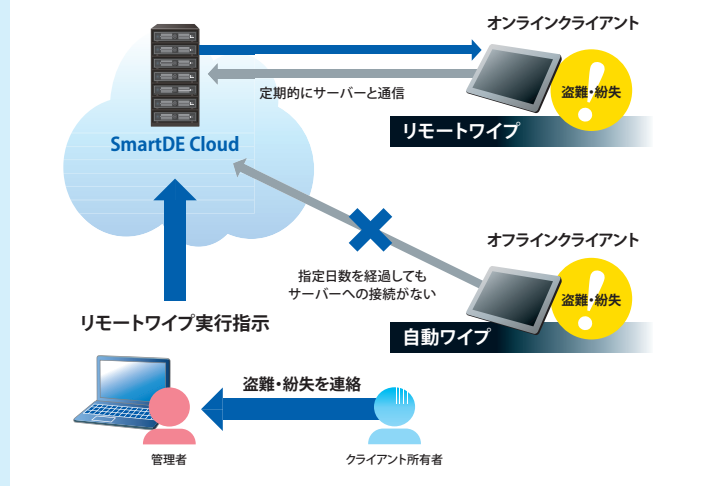 オンラインクライアント
盗難・紛失
定期的にサーバーと通信
リモートワイプ
SmartDE Cloud
オフラインクライアント
指定日数を経過しても
サーバーへの接続がない
盗難・紛失
自動ワイプ
リモートワイプ実行指示
盗難・紛失を連絡
管理者
クライアント所有者